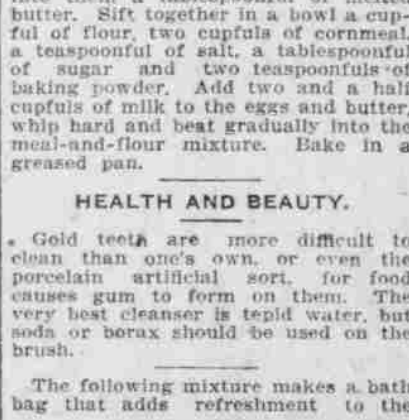 butter. Sift together in a bowl a cup-
ful of flour, two cupfuls of cornmeal,
a teaspoonful of salt, a tablespoonful
of sugar and two teaspoonfuls of
baking powder. Add two and a half
cupfuls of milk to the eggs and butter,
whip hard and beat gradually into the
meal-and-flour mixture. Bake in a
greased pan.
HEALTH AND BEAUTY.
Gold teeth are more difficult to
clean than one's own, or even the
porcelain artificial sort, for food
causes gum to form on them. The
very best cleanser is tepid water, but
soda or borax should be used on the
brush.
The following mixture makes a bath
bag that adds refreshment to the